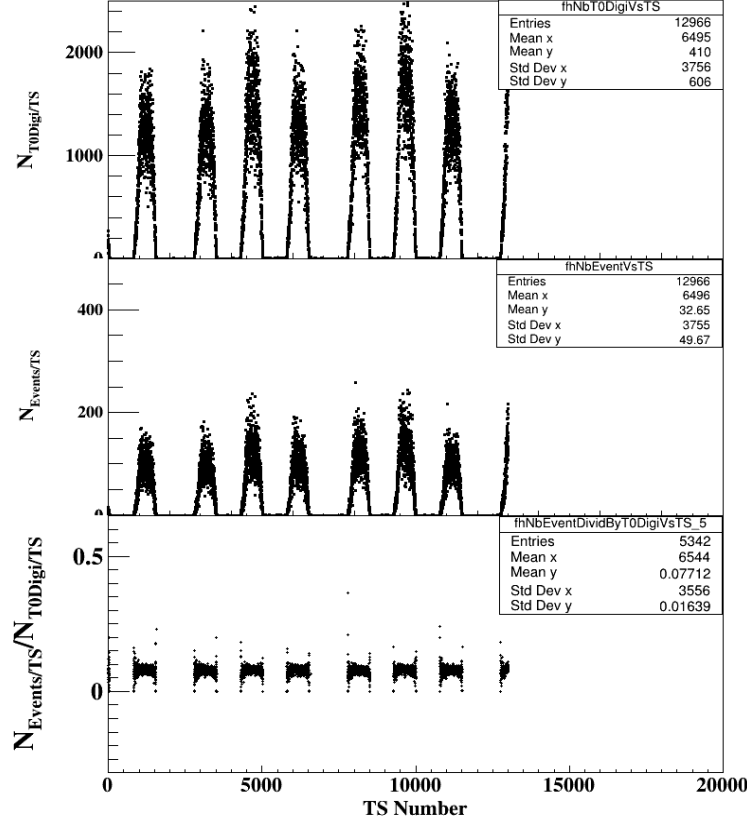 fhNbT0DigiVsTS
Entries 12966
Mean x 6495
Mean y 410
Std Dev x 3756
Std Dev y 606
2000
1000
0
N_T0Digi/TS
fhNbEventVsTS
Entries 12966
Mean x 6496
Mean y 32.65
Std Dev x 3755
Std Dev y 49.67
400
200
0
N_Events/TS
fhNbEventDividByT0DigiVsTS_5
Entries 5342
Mean x 6544
Mean y 0.07712
Std Dev x 3556
Std Dev y 0.01639
0.5
0
N_Events/TS/N_T0Digi/TS
0 5000 10000 15000 20000
TS Number